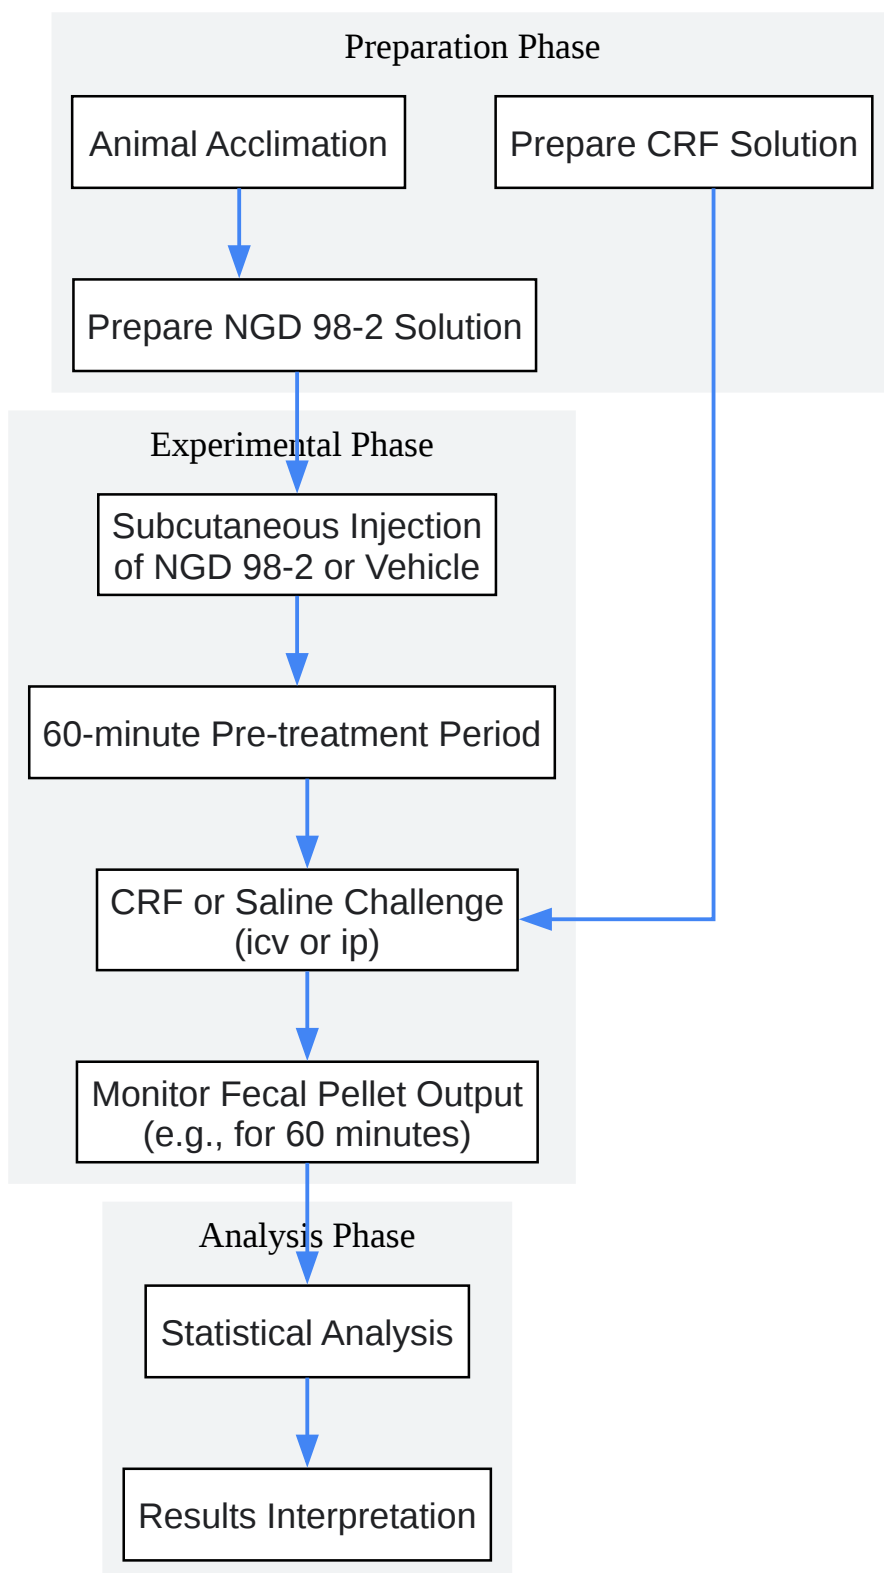 Preparation Phase
Animal Acclimation
Prepare CRF Solution
Prepare NGD 98-2 Solution
Experimental Phase
Subcutaneous Injection
of NGD 98-2 or Vehicle
60-minute Pre-treatment Period
CRF or Saline Challenge
(icv or ip)
Monitor Fecal Pellet Output
(e.g., for 60 minutes)
Analysis Phase
Statistical Analysis
Results Interpretation